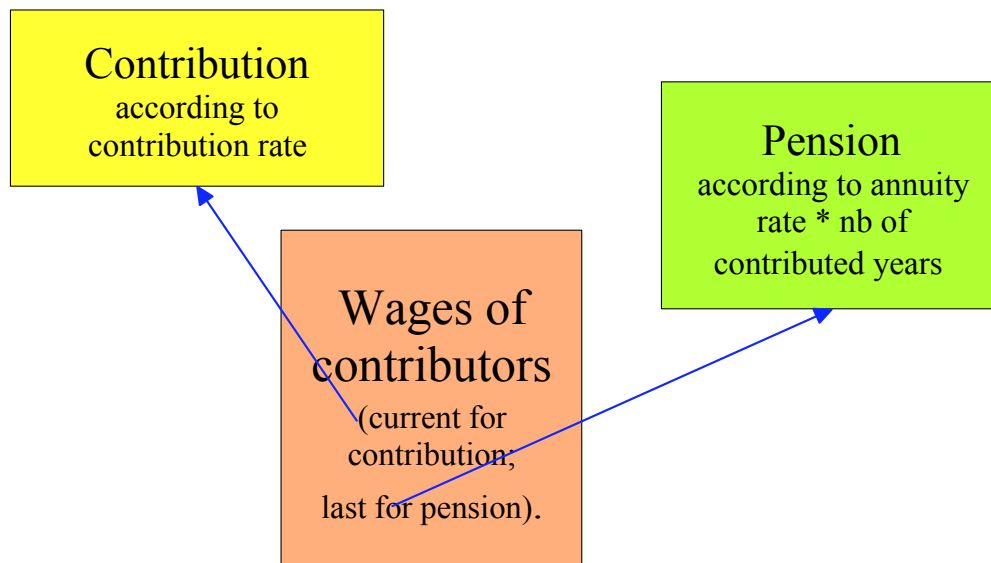 Contribution
according to
contribution rate
Pension
according to annuity
rate * nb of
contributed years
Wages of
contributors
(current for
contribution;
last for pension).